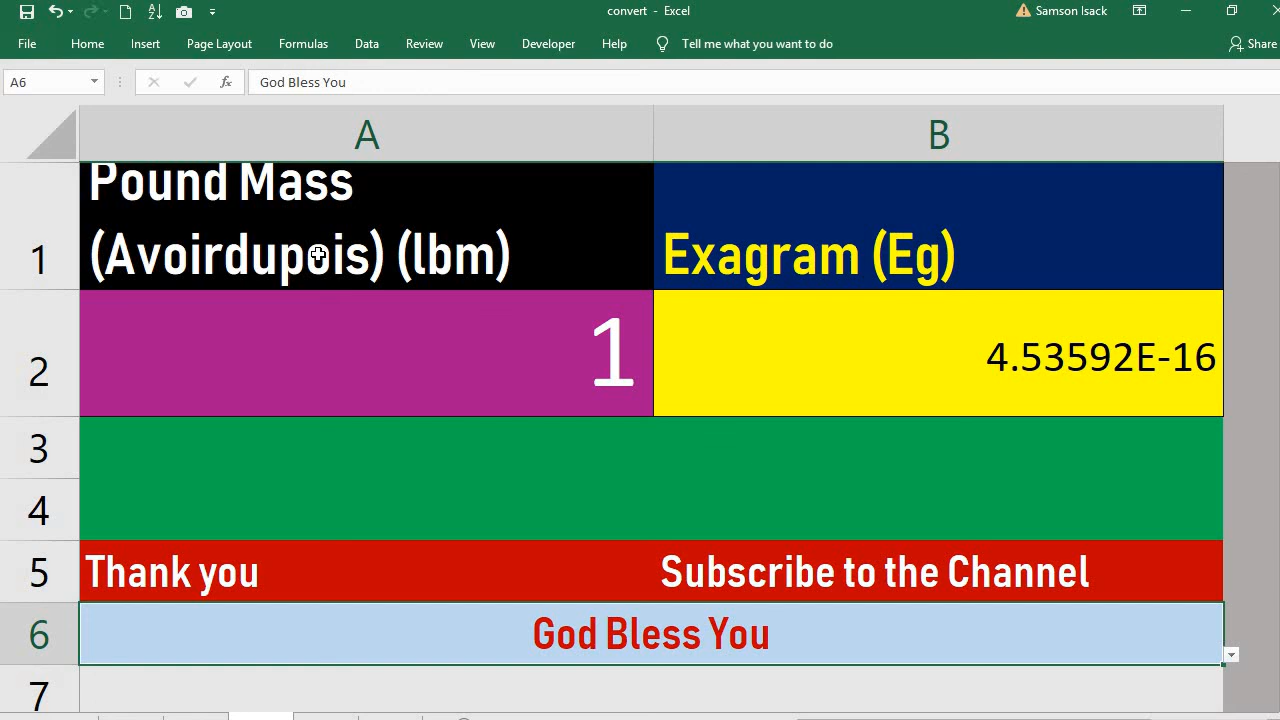 convert - Excel
Samson Isack
File Home Insert Page Layout Formulas Data Review View Developer Help Tell me what you want to do Share
A6 fx God Bless You
A B
1 Pound Mass
(Avoirdupois) (lbm) Exagram (Eg)
2 1 4.53592E-16
3
4
5 Thank you Subscribe to the Channel
6 God Bless You
7